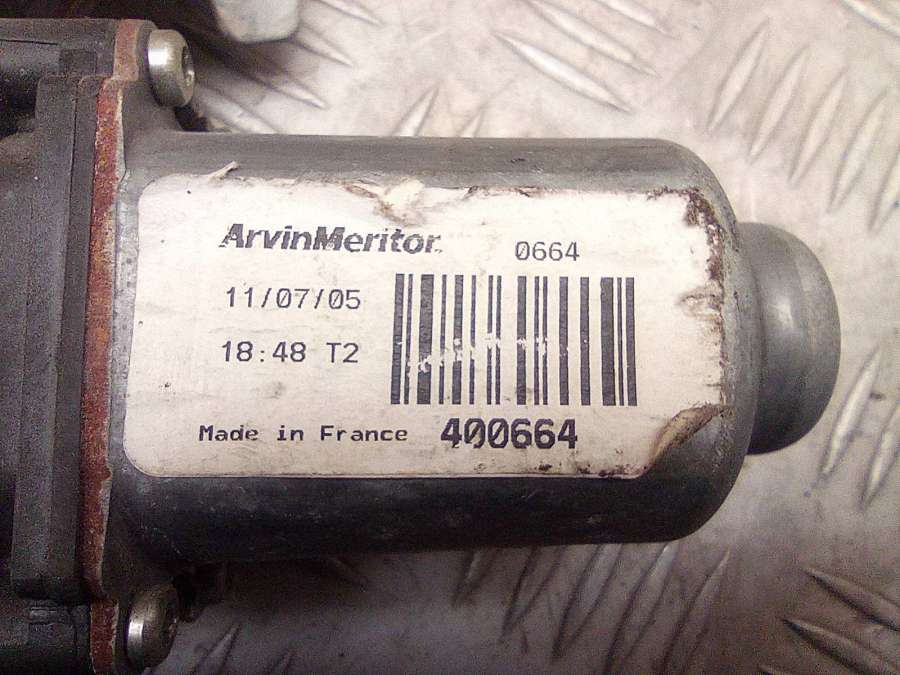 ArvinMeritor. 0664
11/07/05
18:48 T2
Made in France 400664